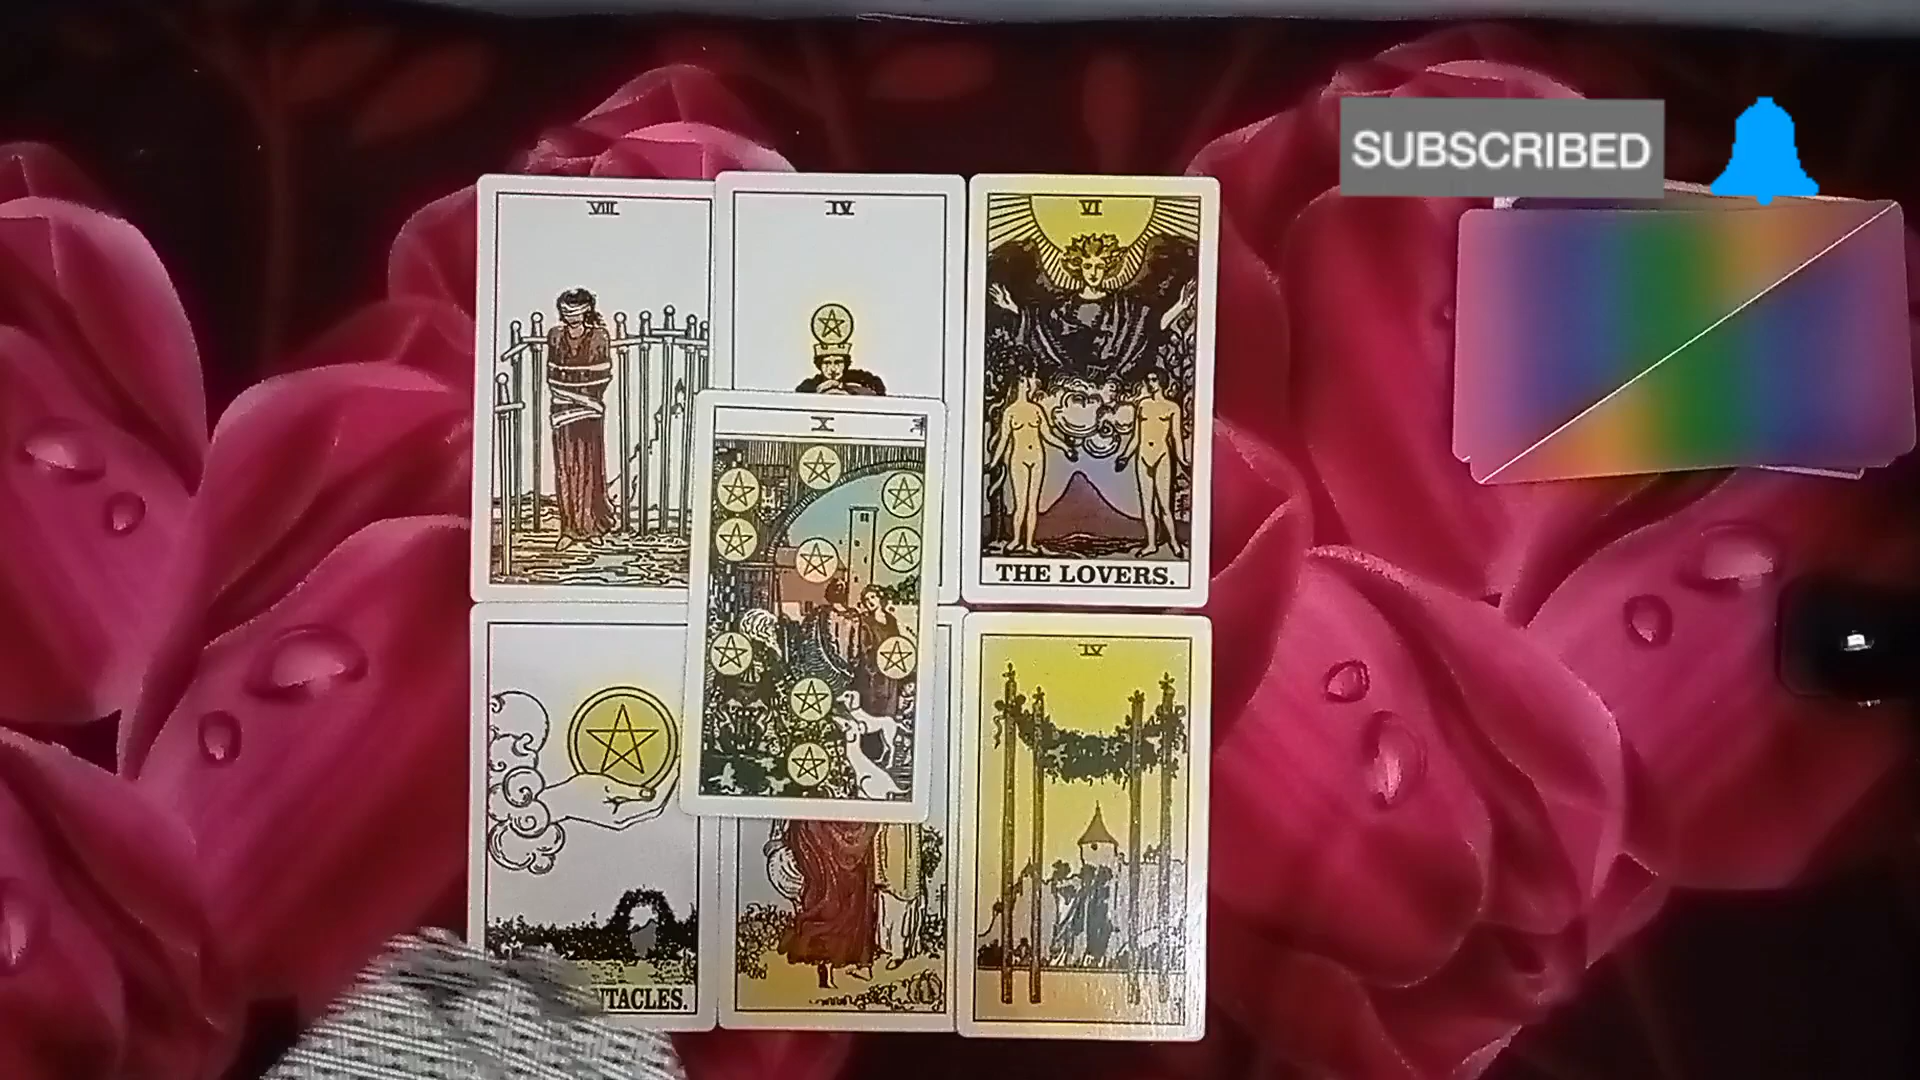 SUBSCRIBED
VIII
IV
VI
X
THE LOVERS.
IV
NTACLES.